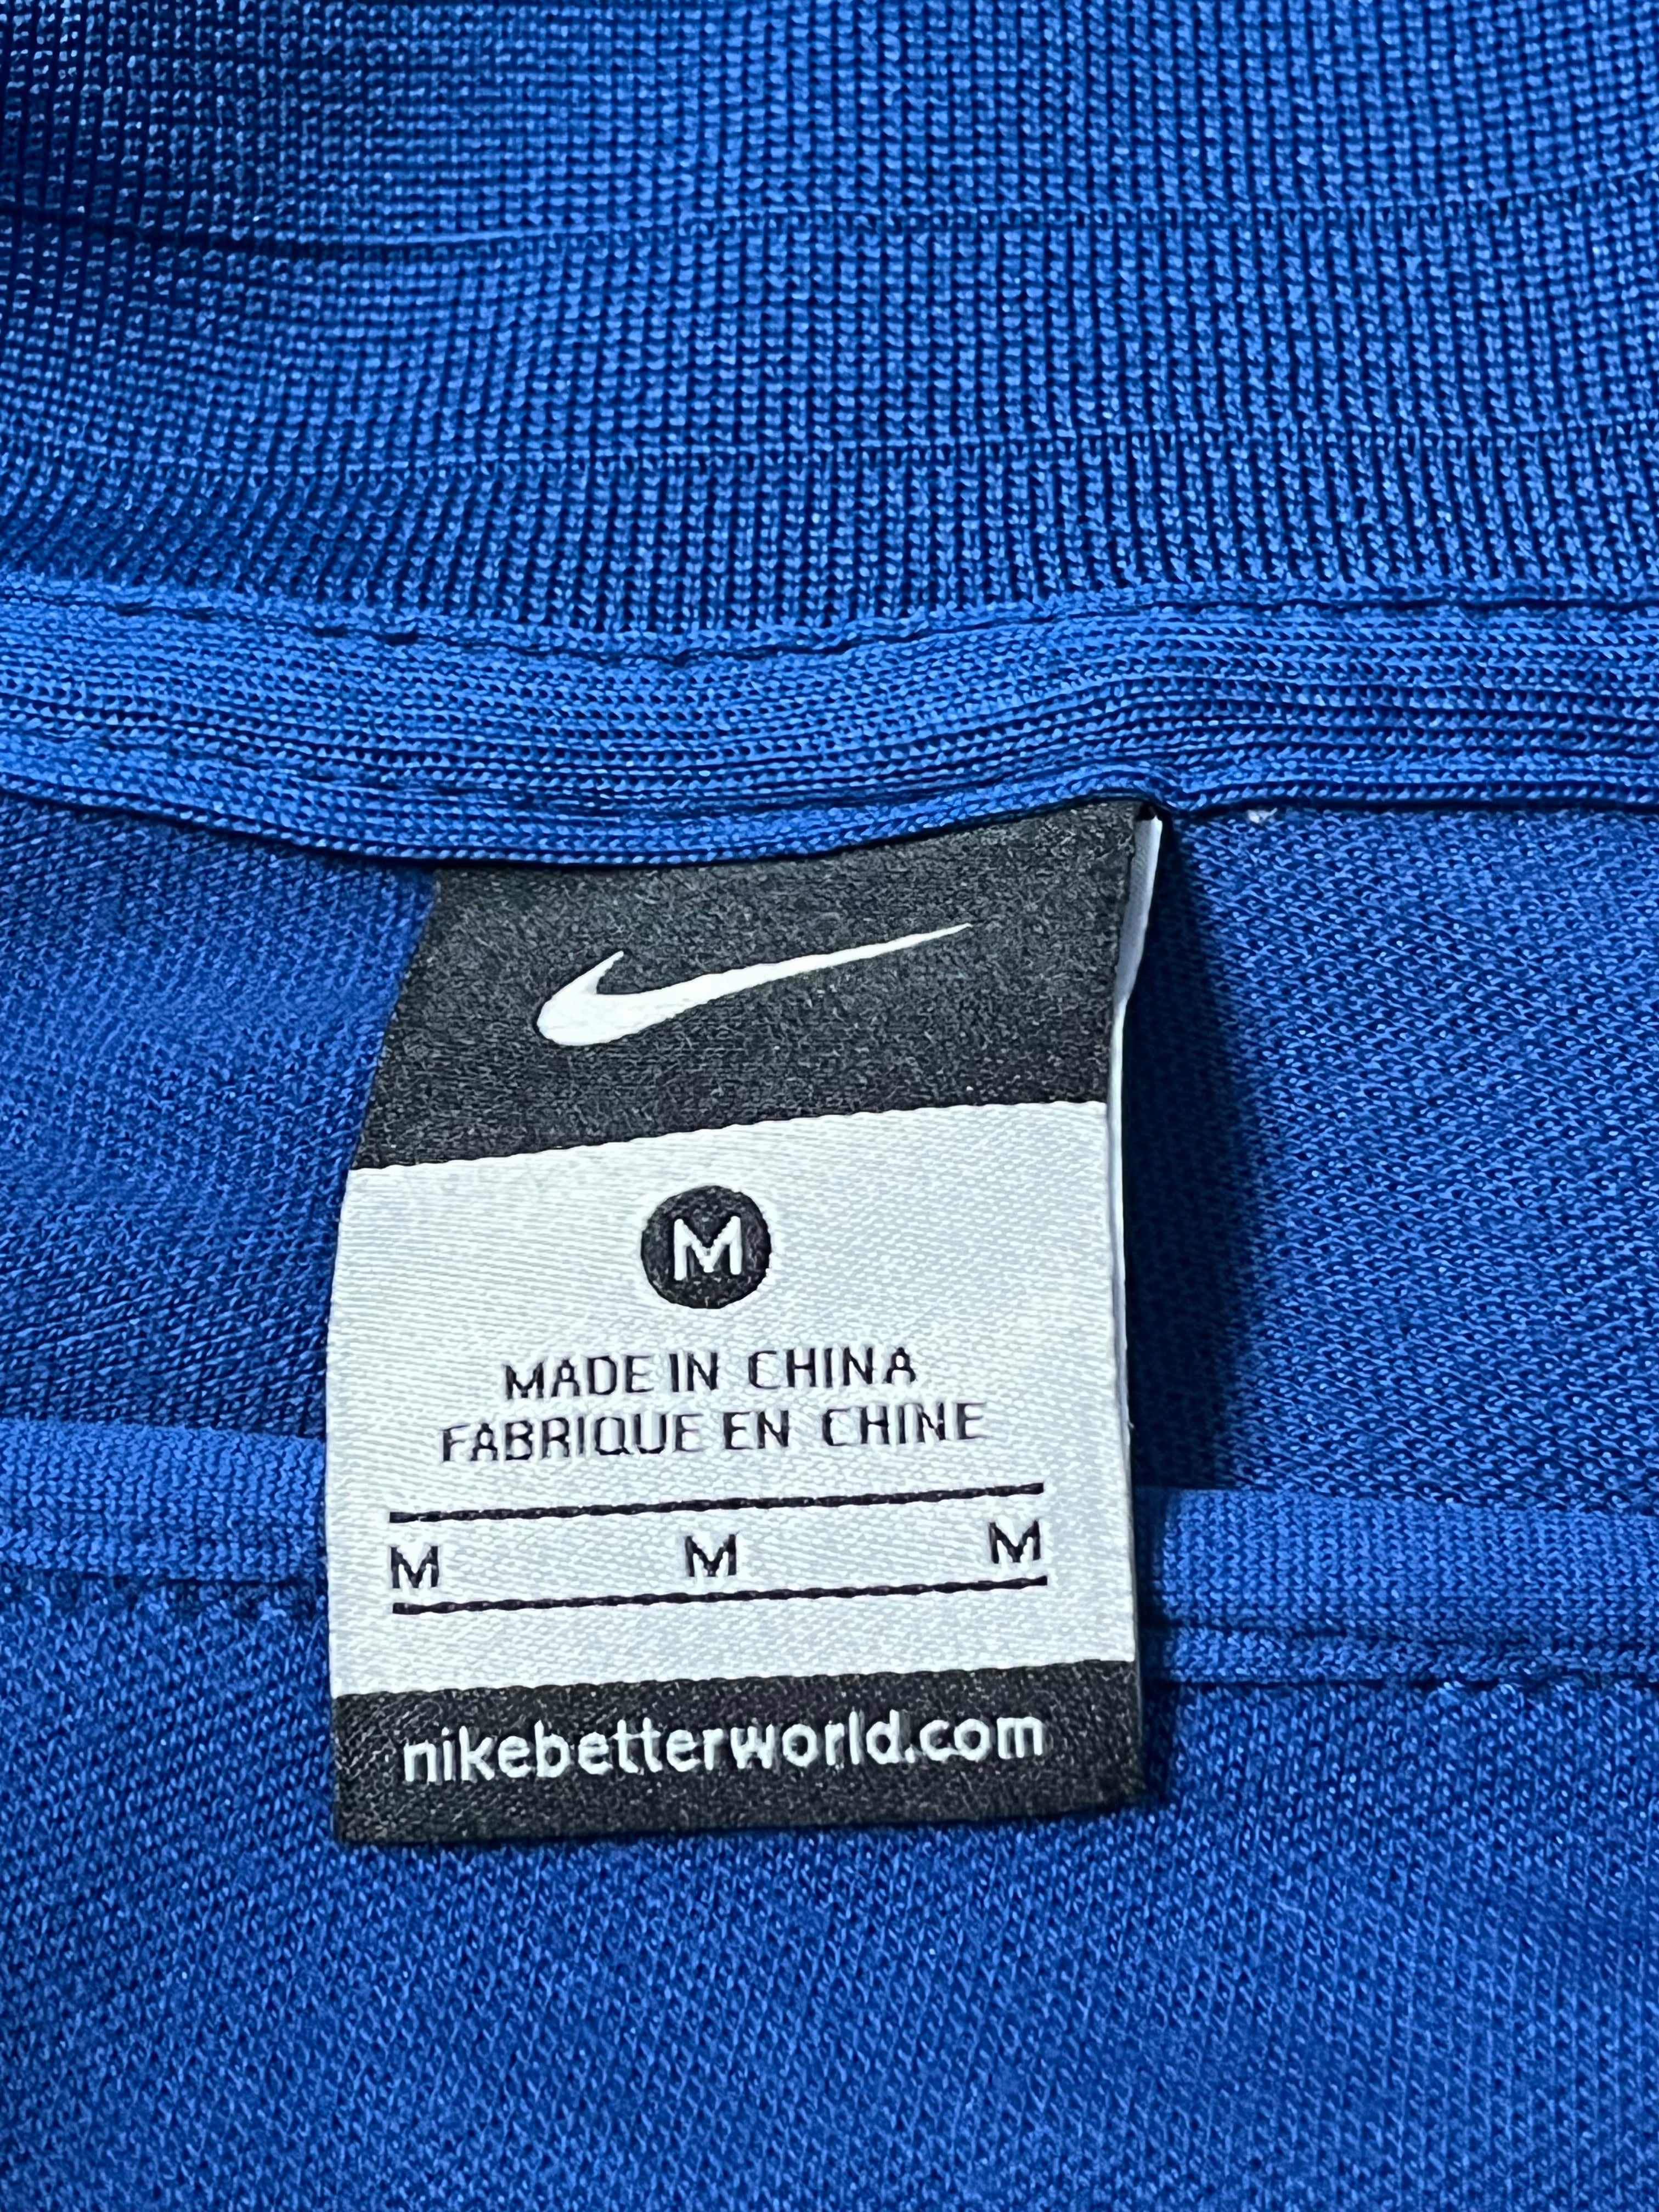 M
MADE IN CHINA
FABRIQUE EN CHINE
M M M
nikebetterworld.com